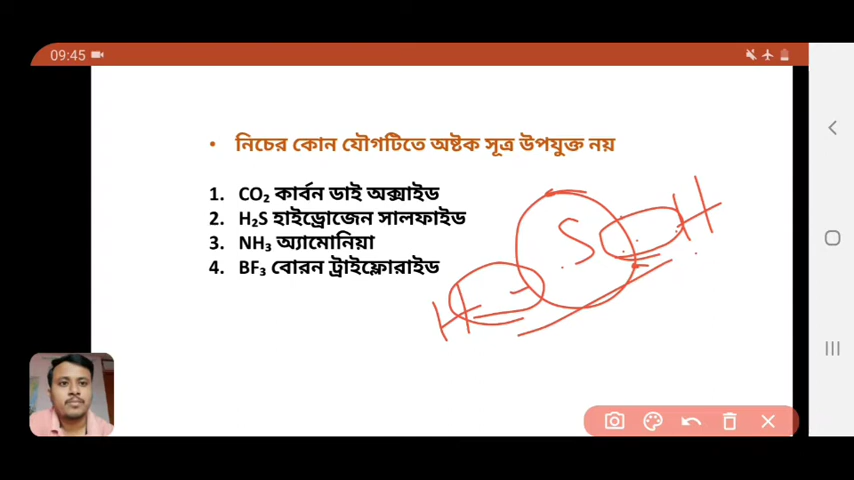 09:45
• নিচের কোন যৌগটিতে অষ্টক সূত্র উপযুক্ত নয়
1. CO₂ কার্বন ডাই অক্সাইড
2. H₂S হাইড্রোজেন সালফাইড
3. NH₃ অ্যামোনিয়া
4. BF₃ বোরন ট্রাইফ্লোরাইড
S H
H